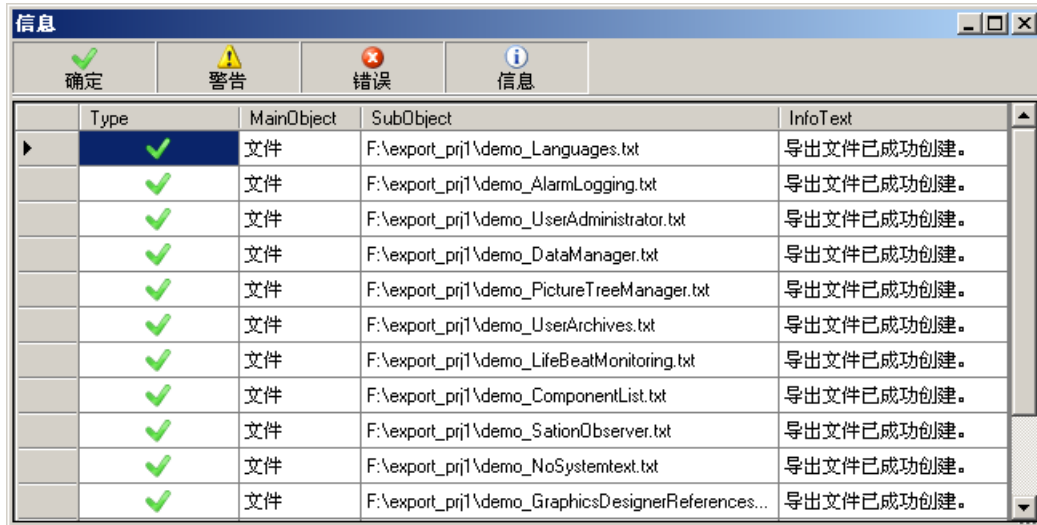 信息
确定 警告 错误 信息
Type MainObject SubObject InfoText
文件 F:\export_prj1\demo_Languages.txt 导出文件已成功创建。
文件 F:\export_prj1\demo_AlarmLogging.txt 导出文件已成功创建。
文件 F:\export_prj1\demo_UserAdministrator.txt 导出文件已成功创建。
文件 F:\export_prj1\demo_DataManager.txt 导出文件已成功创建。
文件 F:\export_prj1\demo_PictureTreeManager.txt 导出文件已成功创建。
文件 F:\export_prj1\demo_UserArchives.txt 导出文件已成功创建。
文件 F:\export_prj1\demo_LifeBeatMonitoring.txt 导出文件已成功创建。
文件 F:\export_prj1\demo_ComponentList.txt 导出文件已成功创建。
文件 F:\export_prj1\demo_SationObserver.txt 导出文件已成功创建。
文件 F:\export_prj1\demo_NoSystemtext.txt 导出文件已成功创建。
文件 F:\export_prj1\demo_GraphicsDesignerReferences... 导出文件已成功创建。